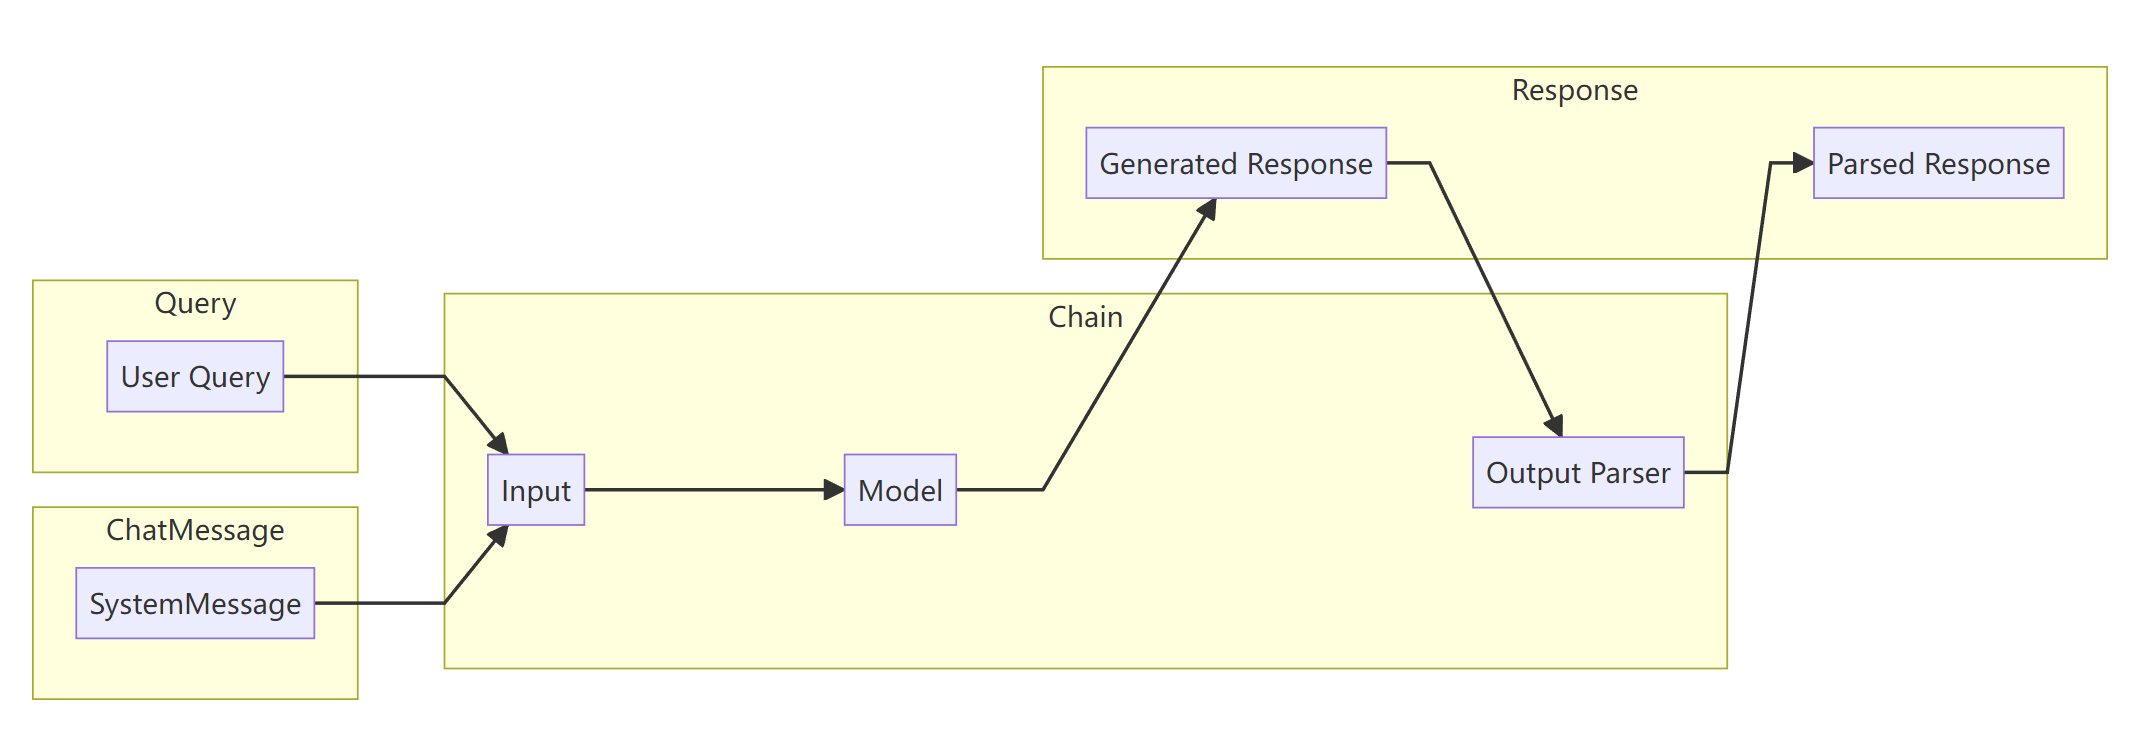 Response
Generated Response
Parsed Response
Query
User Query
Chain
Input
Model
Output Parser
ChatMessage
SystemMessage